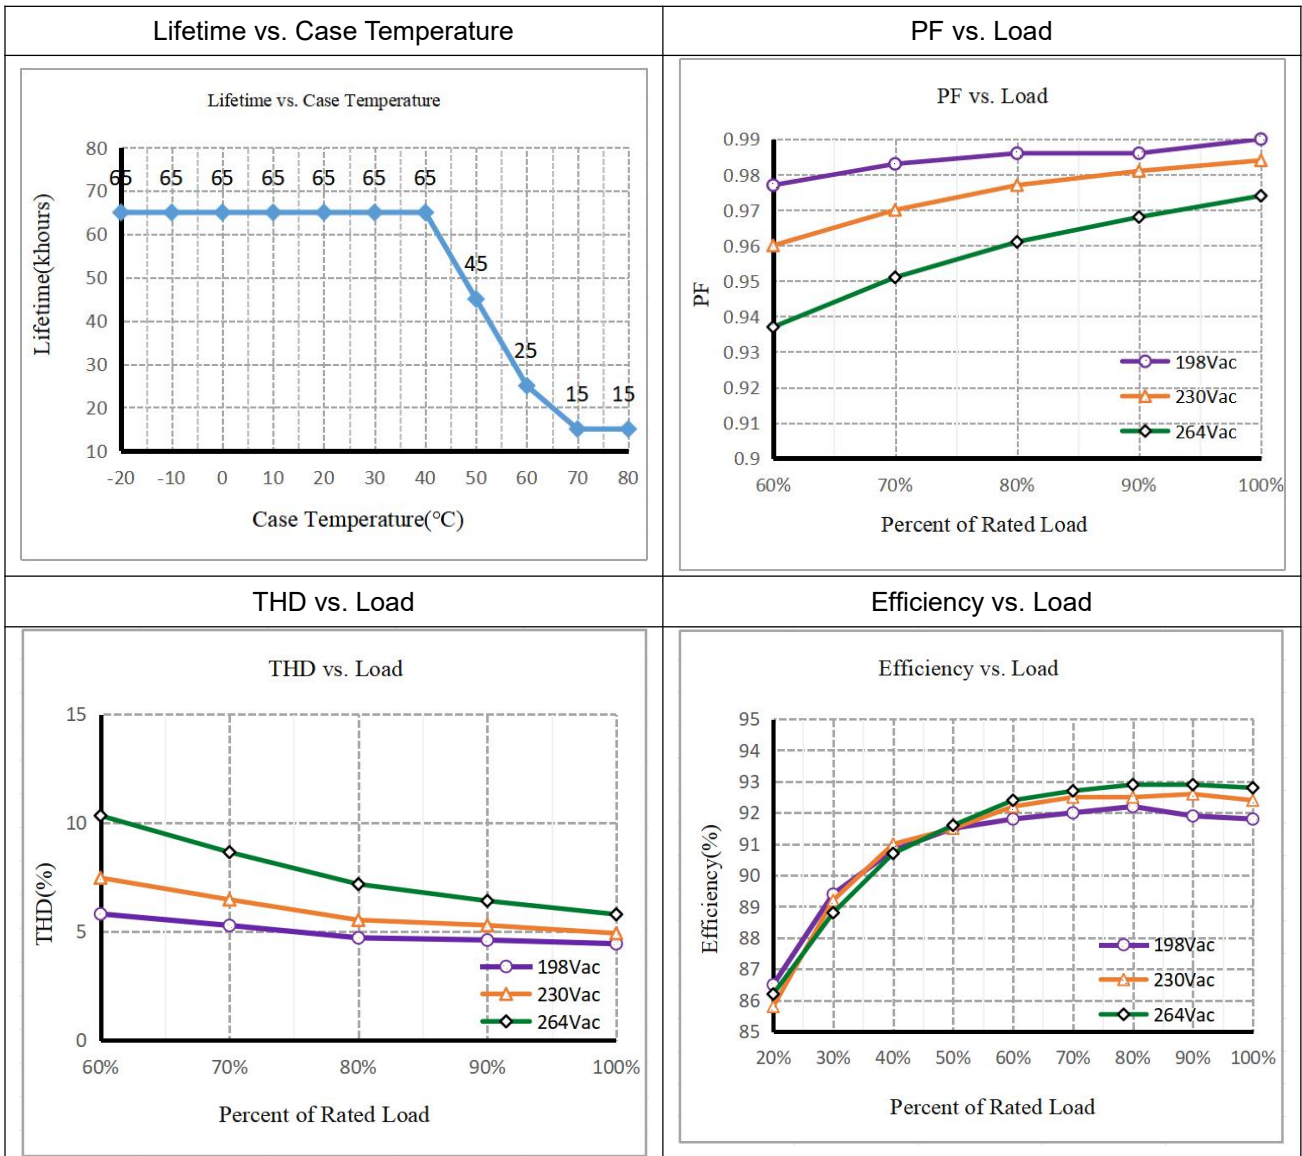 Lifetime vs. Case Temperature
PF vs. Load
Lifetime vs. Case Temperature
80
70
60
50
40
30
20
10
65 65 65 65 65 65 65
45
25
15 15
-20 -10 0 10 20 30 40 50 60 70 80
Lifetime(khours)
Case Temperature(℃)
PF vs. Load
0.99
0.98
0.97
0.96
0.95
0.94
0.93
0.92
0.91
0.9
PF
198Vac
230Vac
264Vac
60% 70% 80% 90% 100%
Percent of Rated Load
THD vs. Load
Efficiency vs. Load
THD vs. Load
15
10
5
0
THD(%)
198Vac
230Vac
264Vac
60% 70% 80% 90% 100%
Percent of Rated Load
Efficiency vs. Load
95
94
93
92
91
90
89
88
87
86
85
Efficiency(%)
198Vac
230Vac
264Vac
20% 30% 40% 50% 60% 70% 80% 90% 100%
Percent of Rated Load